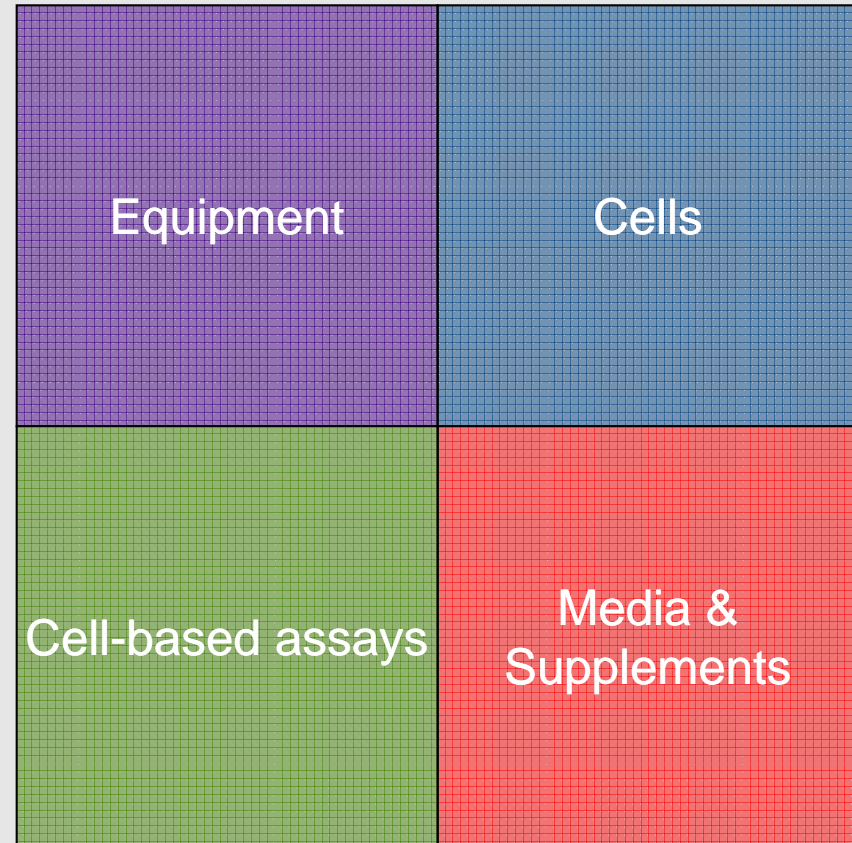 Equipment
Cells
Cell-based assays
Media &
Supplements